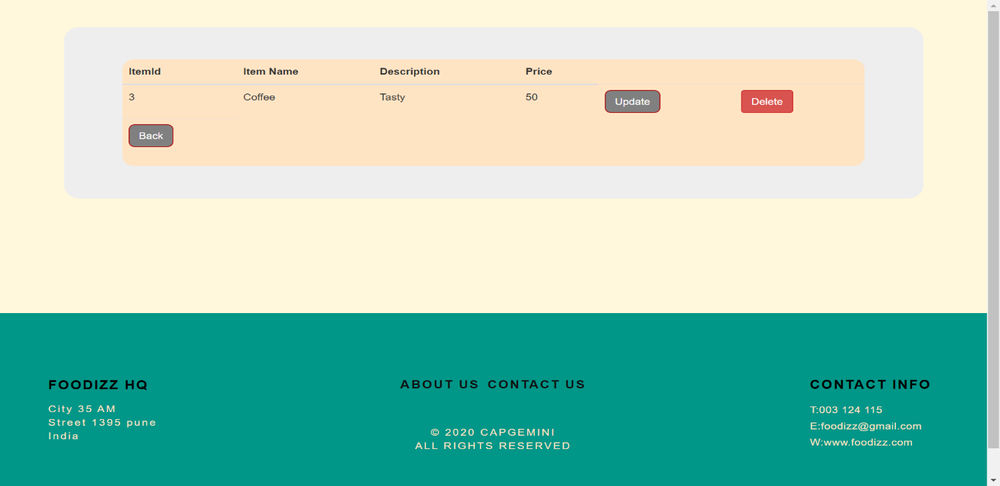 ItemId Item Name Description Price
3 Coffee Tasty 50 Update Delete
Back
FOODIZZ HQ
City 35 AM
Street 1395 pune
India
ABOUT US CONTACT US
© 2020 CAPGEMINI
ALL RIGHTS RESERVED
CONTACT INFO
T:003 124 115
E:foodizz@gmail.com
W:www.foodizz.com